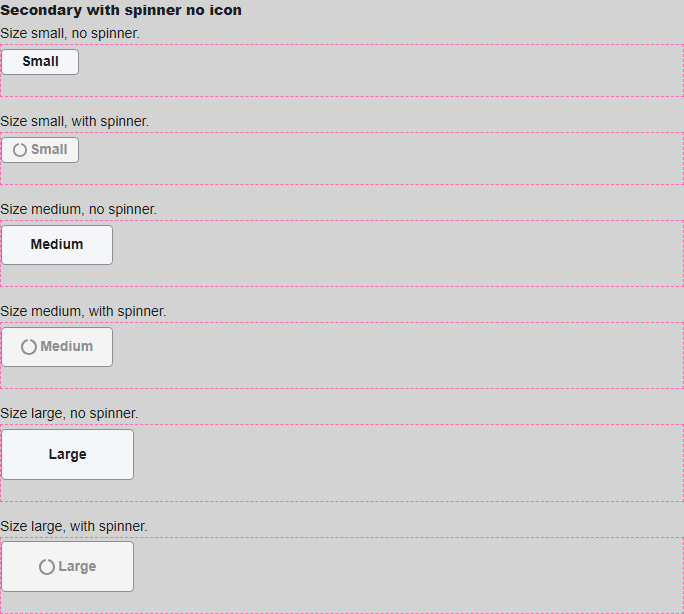 Secondary with spinner no icon
Size small, no spinner.
Small
Size small, with spinner.
Small
Size medium, no spinner.
Medium
Size medium, with spinner.
Medium
Size large, no spinner.
Large
Size large, with spinner.
Large